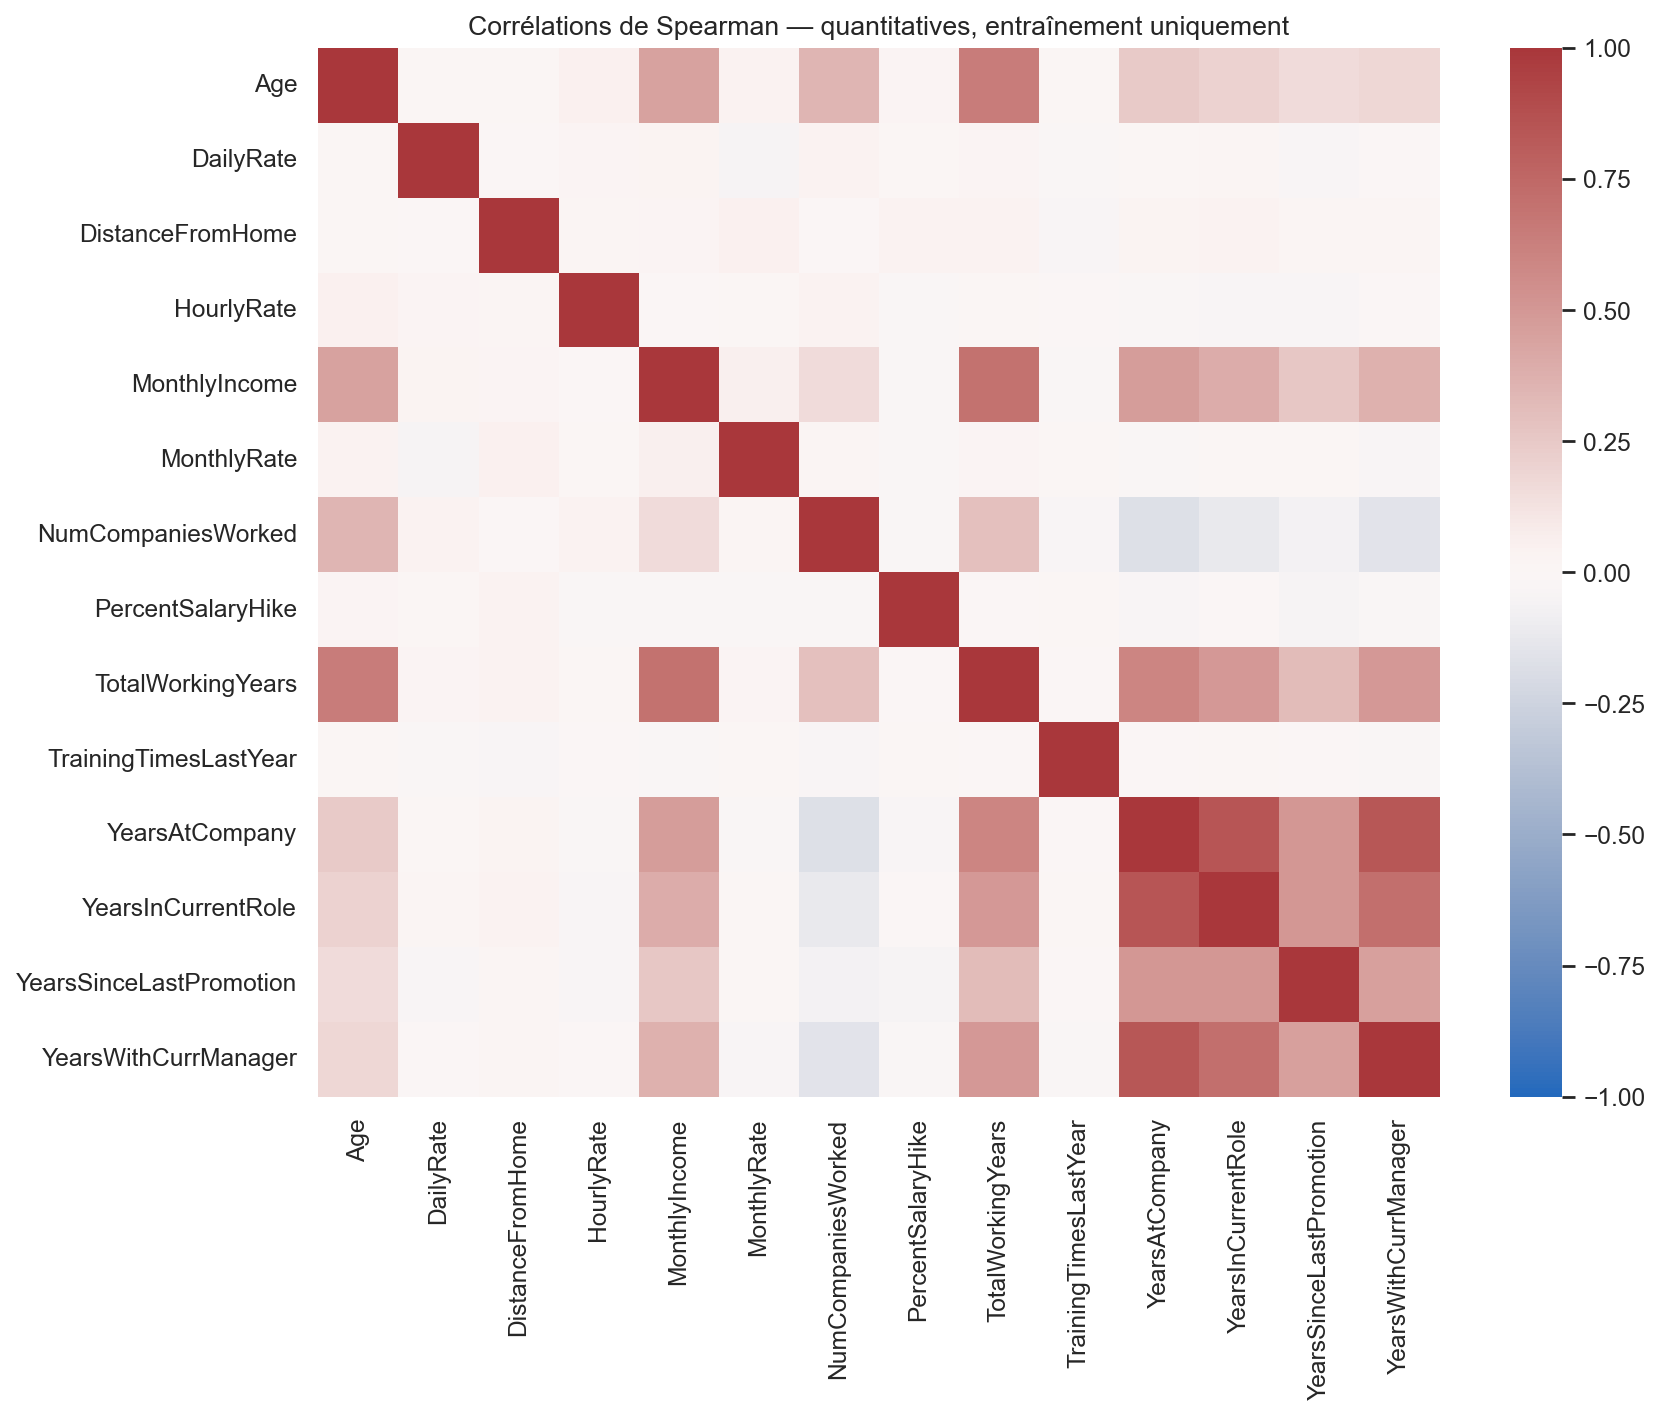 Corrélations de Spearman — quantitatives, entraînement uniquement
Age
DailyRate
DistanceFromHome
HourlyRate
MonthlyIncome
MonthlyRate
NumCompaniesWorked
PercentSalaryHike
TotalWorkingYears
TrainingTimesLastYear
YearsAtCompany
YearsInCurrentRole
YearsSinceLastPromotion
YearsWithCurrManager
Age
DailyRate
DistanceFromHome
HourlyRate
MonthlyIncome
MonthlyRate
NumCompaniesWorked
PercentSalaryHike
TotalWorkingYears
TrainingTimesLastYear
YearsAtCompany
YearsInCurrentRole
YearsSinceLastPromotion
YearsWithCurrManager
1.00
0.75
0.50
0.25
0.00
−0.25
−0.50
−0.75
−1.00